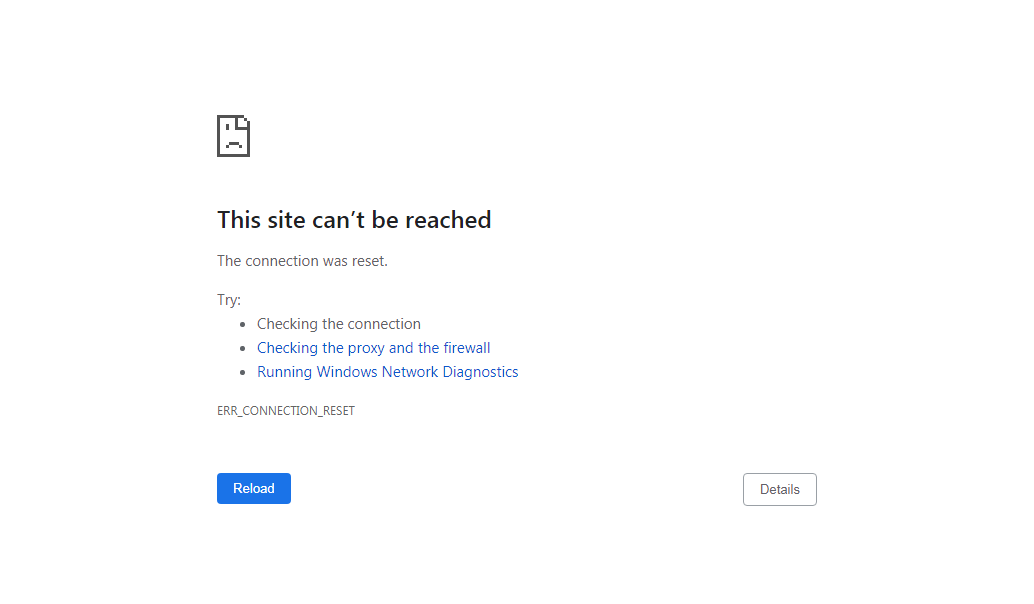 This site can’t be reached
The connection was reset.
Try:
Checking the connection
Checking the proxy and the firewall
Running Windows Network Diagnostics
ERR_CONNECTION_RESET
Reload
Details